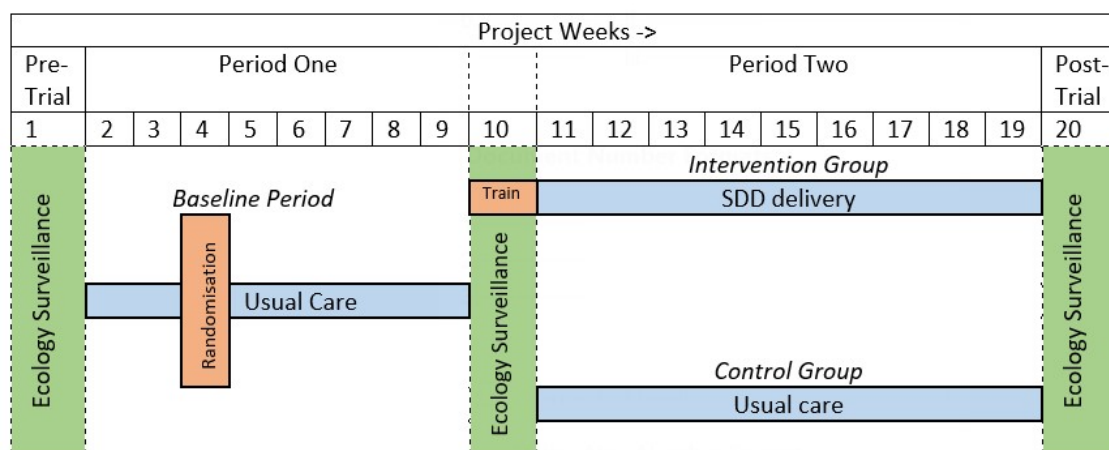 Project Weeks ->
Pre-
Trial
Period One
Period Two
Post-
Trial
1 2 3 4 5 6 7 8 9 10 11 12 13 14 15 16 17 18 19 20
Ecology Surveillance
Baseline Period
Randomisation
Usual Care
Train
Ecology Surveillance
Intervention Group
SDD delivery
Control Group
Usual care
Ecology Surveillance